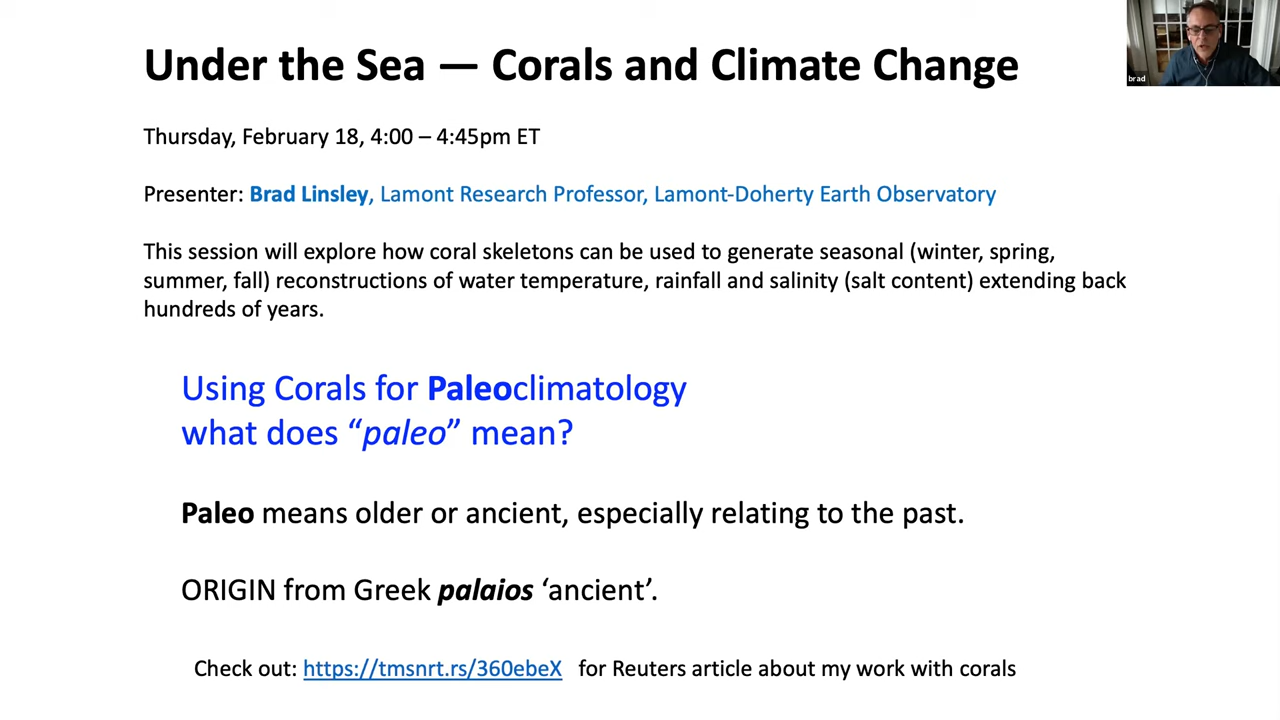 Under the Sea — Corals and Climate Change
brad
Thursday, February 18, 4:00 – 4:45pm ET
Presenter: Brad Linsley, Lamont Research Professor, Lamont-Doherty Earth Observatory
This session will explore how coral skeletons can be used to generate seasonal (winter, spring,
summer, fall) reconstructions of water temperature, rainfall and salinity (salt content) extending back
hundreds of years.
Using Corals for Paleoclimatology
what does “paleo” mean?
Paleo means older or ancient, especially relating to the past.
ORIGIN from Greek palaios ‘ancient’.
Check out: https://tmsnrt.rs/360ebeX for Reuters article about my work with corals